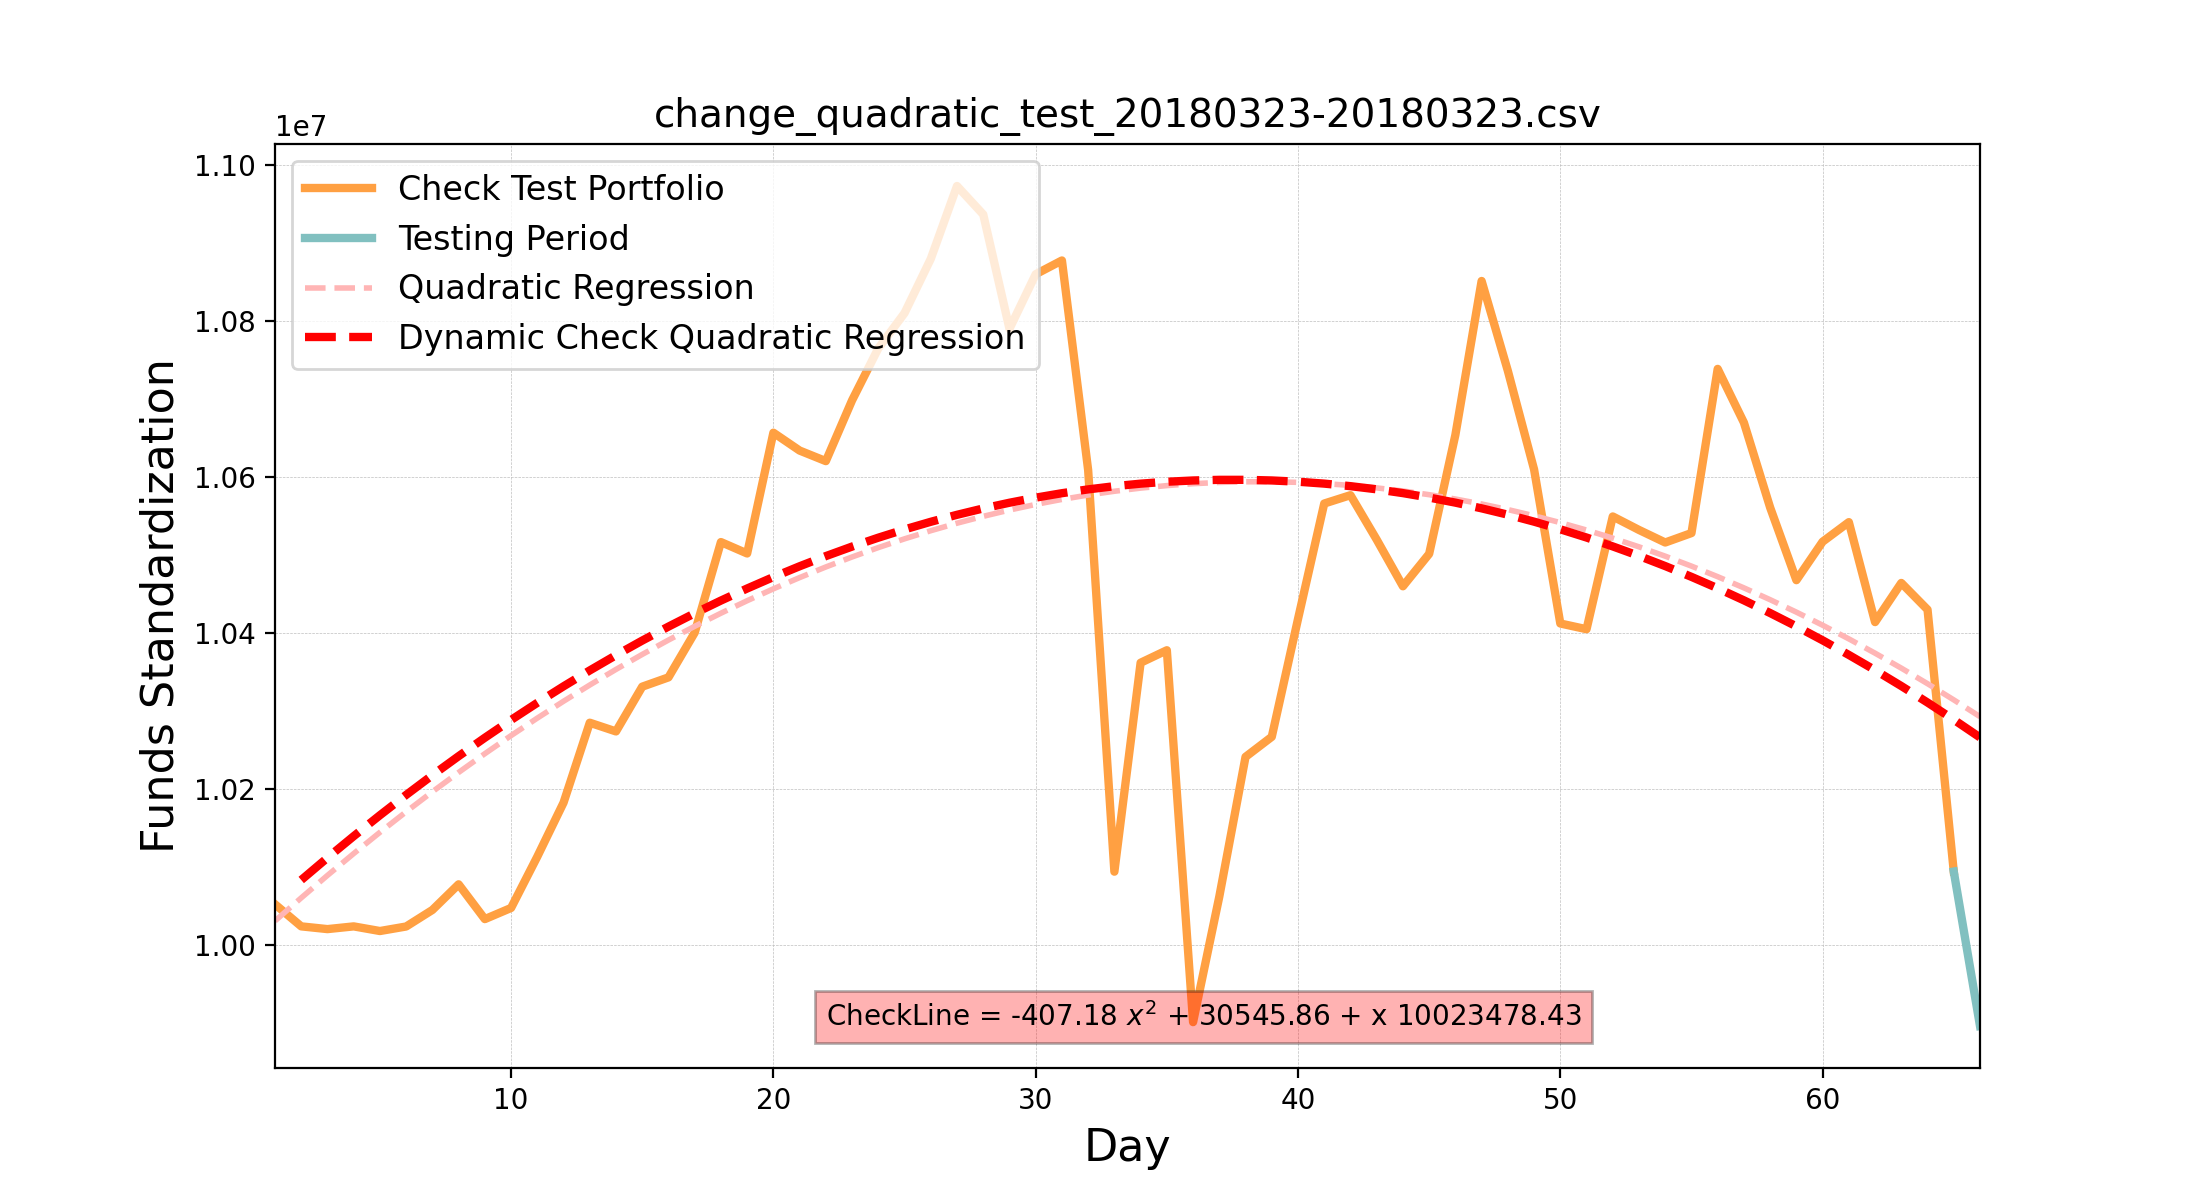 change_quadratic_test_20180323-20180323.csv
1e7
Check Test Portfolio
Testing Period
Quadratic Regression
Dynamic Check Quadratic Regression
1.10
1.08
1.06
1.04
1.02
1.00
Funds Standardization
CheckLine = -407.18 x² + 30545.86 + x 10023478.43
10 20 30 40 50 60
Day